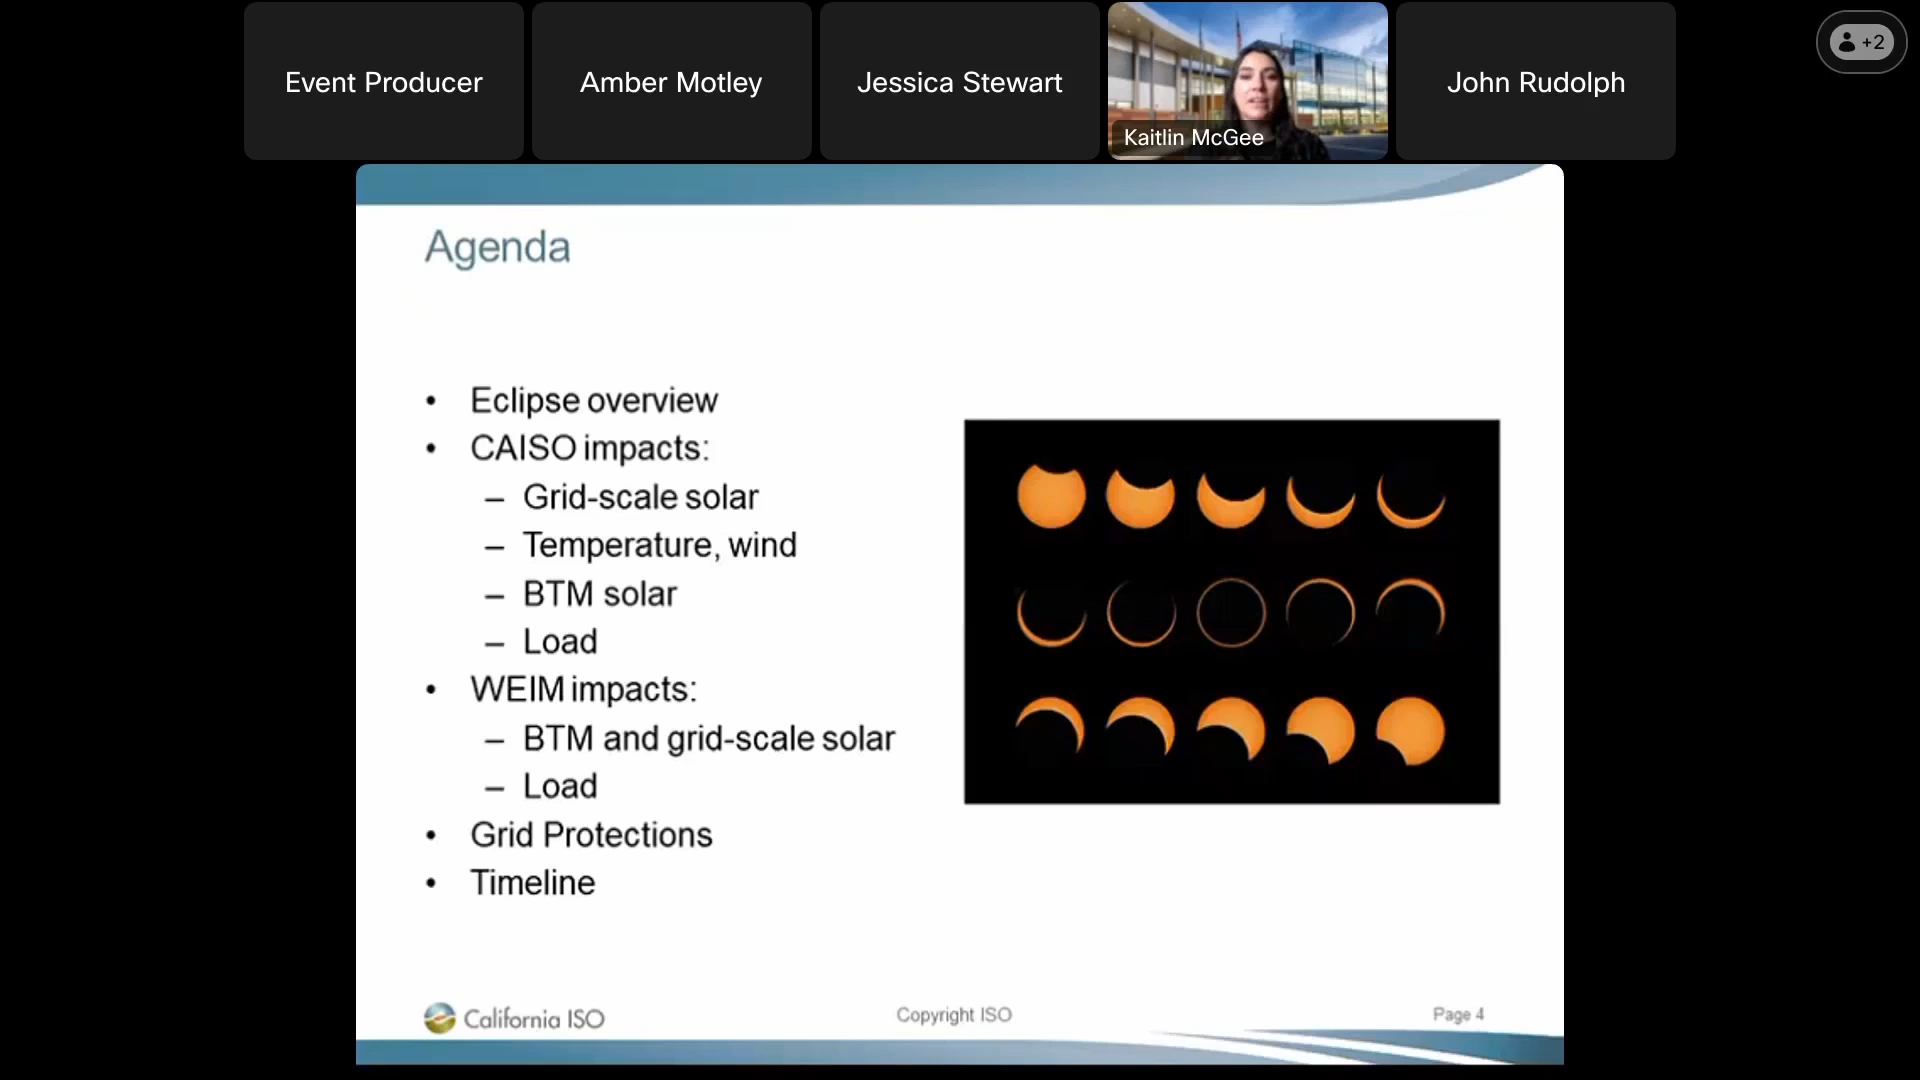 Event Producer
Amber Motley
Jessica Stewart
Kaitlin McGee
John Rudolph
+2
Agenda
• Eclipse overview
• CAISO impacts:
– Grid-scale solar
– Temperature, wind
– BTM solar
– Load
• WEIM impacts:
– BTM and grid-scale solar
– Load
• Grid Protections
• Timeline
California ISO
Copyright ISO
Page 4